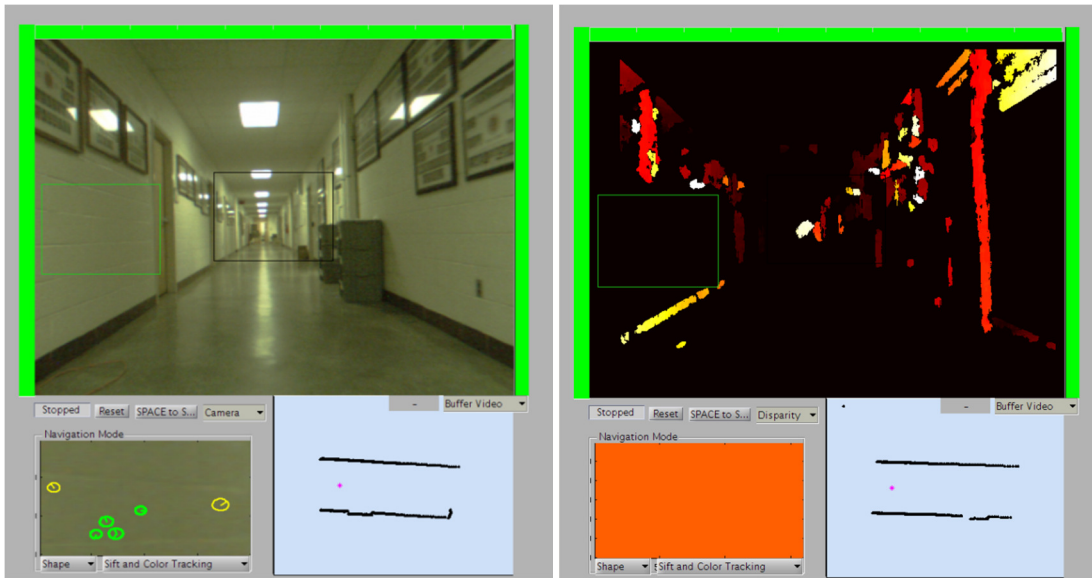 Stopped
Reset
SPACE to S...
Camera
-
Buffer Video
Navigation Mode
Shape
Sift and Color Tracking
Stopped
Reset
SPACE to S...
Disparity
-
Buffer Video
Navigation Mode
Shape
Sift and Color Tracking